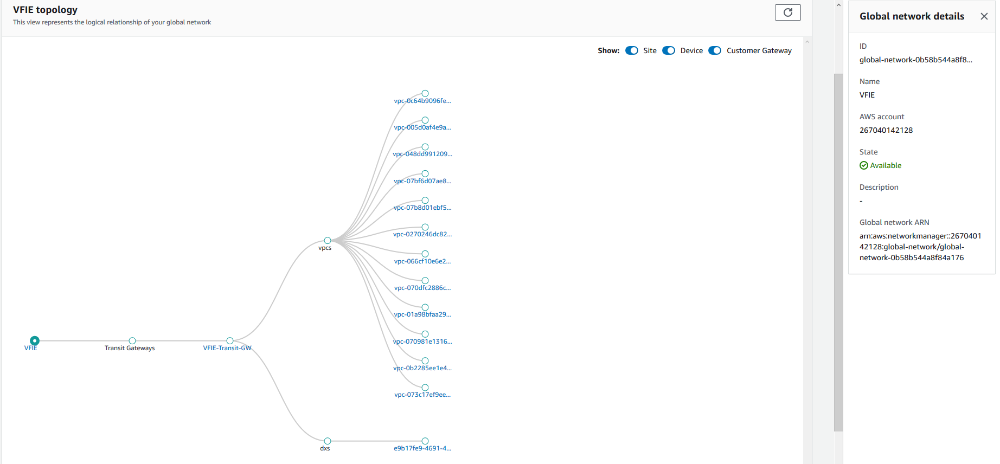 VFIE topology
This view represents the logical relationship of your global network
Show: Site Device Customer Gateway
vpc-0c64b9096fe...
vpc-005d0af4e9a...
vpc-048dd991209...
vpc-07bf6d07ae8...
vpc-07b8d01ebf5...
vpc-0270246dc82...
vpcs
vpc-066cf10e6e2...
vpc-070dfc2886c...
vpc-01a98bfaa29...
vpc-070981e1316...
VFIE
Transit Gateways
VFIE-Transit-GW
vpc-0b2285ee1e4...
vpc-073c17ef9ee...
dxs
e9b17fe9-4691-4...
Global network details
ID
global-network-0b58b544a8f8...
Name
VFIE
AWS account
267040142128
State
Available
Description
-
Global network ARN
arn:aws:networkmanager::2670401
42128:global-network/global-
network-0b58b544a8f84a176